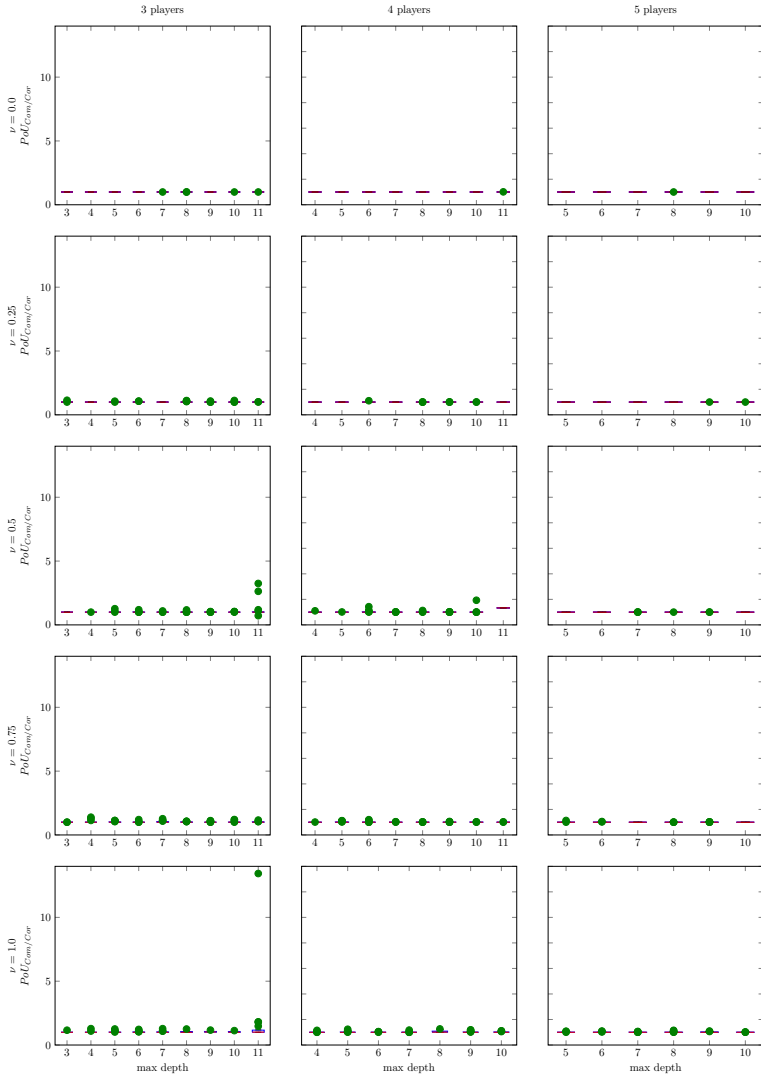 3 players 4 players 5 players
ν = 0.0
PoU_{Com/Cor}
10
5
0
3 4 5 6 7 8 9 10 11
4 5 6 7 8 9 10 11
5 6 7 8 9 10
ν = 0.25
PoU_{Com/Cor}
10
5
0
3 4 5 6 7 8 9 10 11
4 5 6 7 8 9 10 11
5 6 7 8 9 10
ν = 0.5
PoU_{Com/Cor}
10
5
0
3 4 5 6 7 8 9 10 11
4 5 6 7 8 9 10 11
5 6 7 8 9 10
ν = 0.75
PoU_{Com/Cor}
10
5
0
3 4 5 6 7 8 9 10 11
4 5 6 7 8 9 10 11
5 6 7 8 9 10
ν = 1.0
PoU_{Com/Cor}
10
5
0
3 4 5 6 7 8 9 10 11
4 5 6 7 8 9 10
5 6 7 8 9 10
max depth max depth max depth